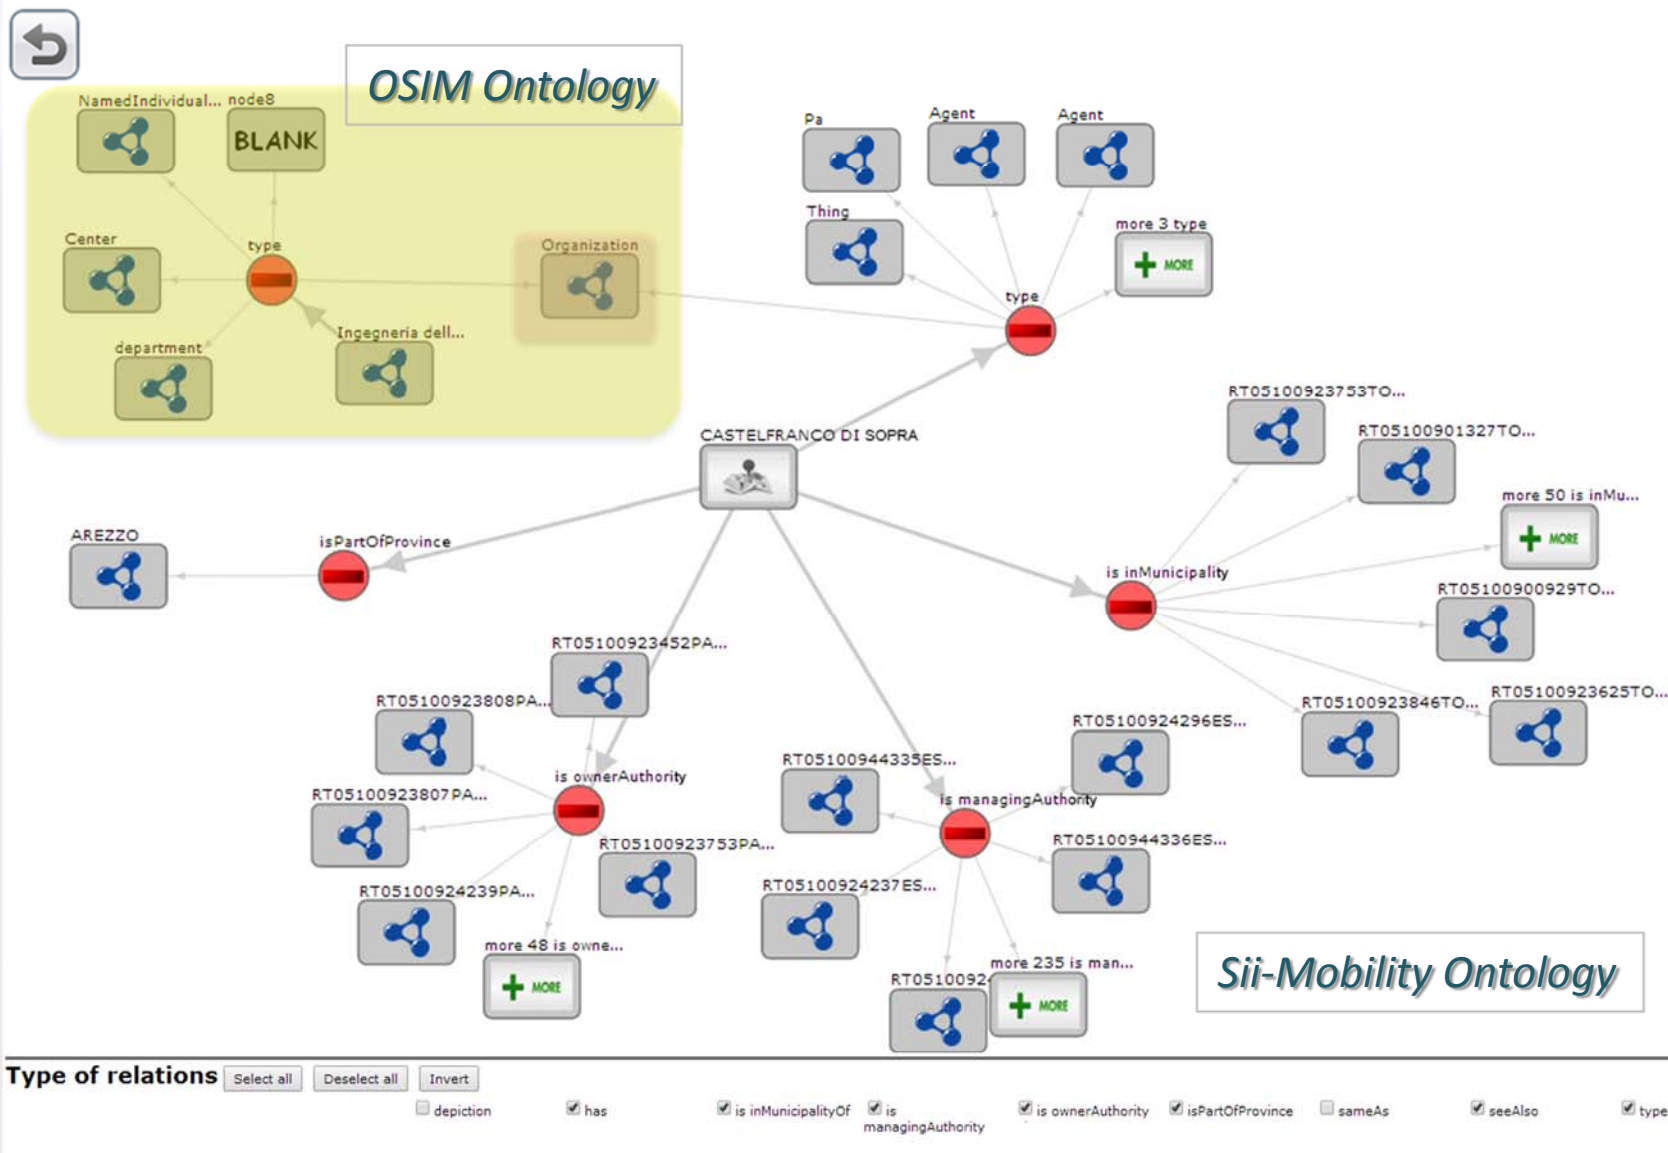 OSIM Ontology
NamedIndividual... node8
BLANK
Center
type
Organization
department
Ingegneria dell...
Pa
Agent
Agent
Thing
more 3 type
MORE
type
CASTELFRANCO DI SOPRA
RT05100923753TO...
RT05100901327TO...
more 50 is inMu...
MORE
is inMunicipality
RT05100900929TO...
RT05100923846TO...
RT05100923625TO...
AREZZO
isPartOfProvince
RT05100923452PA...
RT05100923808PA...
is ownerAuthority
RT05100923807PA...
RT05100923753PA...
RT05100924239PA...
more 48 is owne...
MORE
RT05100924296ES...
RT05100944335ES...
is managingAuthority
RT05100944336ES...
RT05100924237ES...
RT0510092
more 235 is man...
MORE
Sii-Mobility Ontology
Type of relations Select all Deselect all Invert
depiction has is inMunicipalityOf is managingAuthority is ownerAuthority isPartOfProvince sameAs seeAlso type